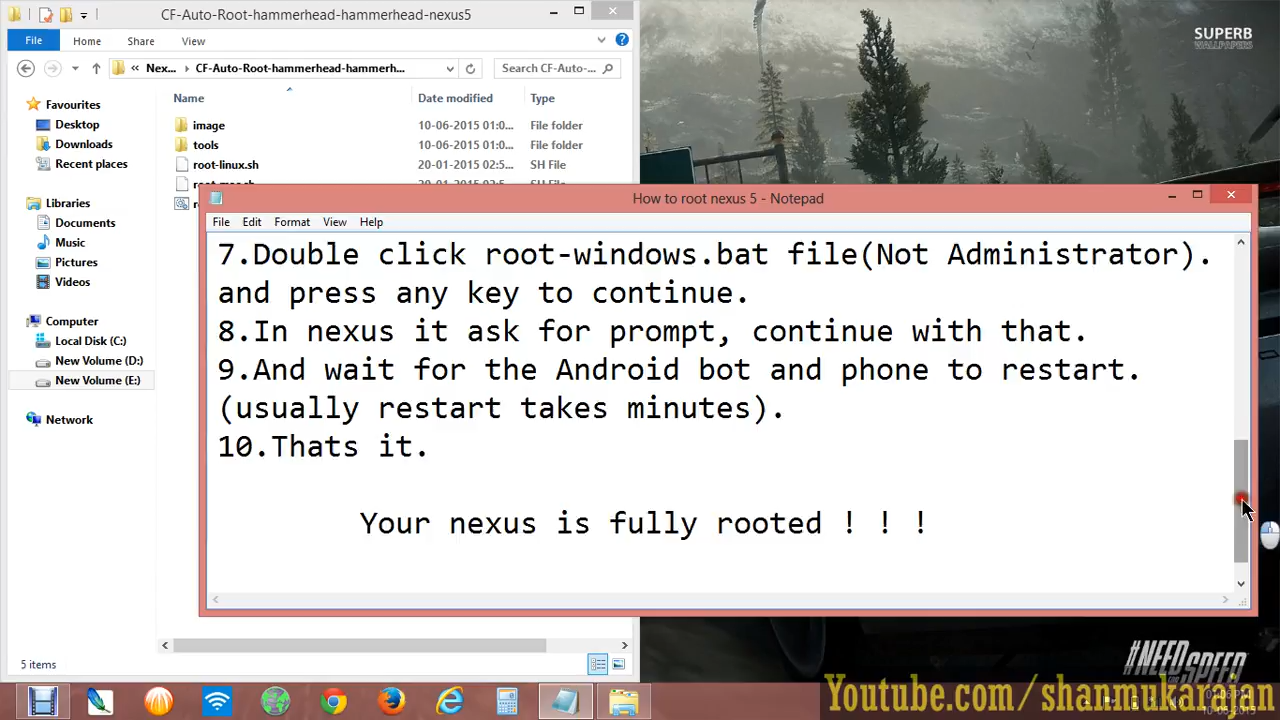 CF-Auto-Root-hammerhead-hammerhead-nexus5
File Home Share View
Nex... CF-Auto-Root-hammerhead-hammerh... Search CF-Auto-...
Name Date modified Type
Favourites
Desktop
Downloads
Recent places
Libraries
Documents
Music
Pictures
Videos
Computer
Local Disk (C:)
New Volume (D:)
New Volume (E:)
Network
image 10-06-2015 01:0... File folder
tools 10-06-2015 01:0... File folder
root-linux.sh 20-01-2015 02:5... SH File
5 items
How to root nexus 5 - Notepad
File Edit Format View Help
7.Double click root-windows.bat file(Not Administrator).
and press any key to continue.
8.In nexus it ask for prompt, continue with that.
9.And wait for the Android bot and phone to restart.
(usually restart takes minutes).
10.Thats it.
Your nexus is fully rooted ! ! !
SUPERB
WALLPAPERS
#NEED
SPEED
Youtube.com/shanmukaruban